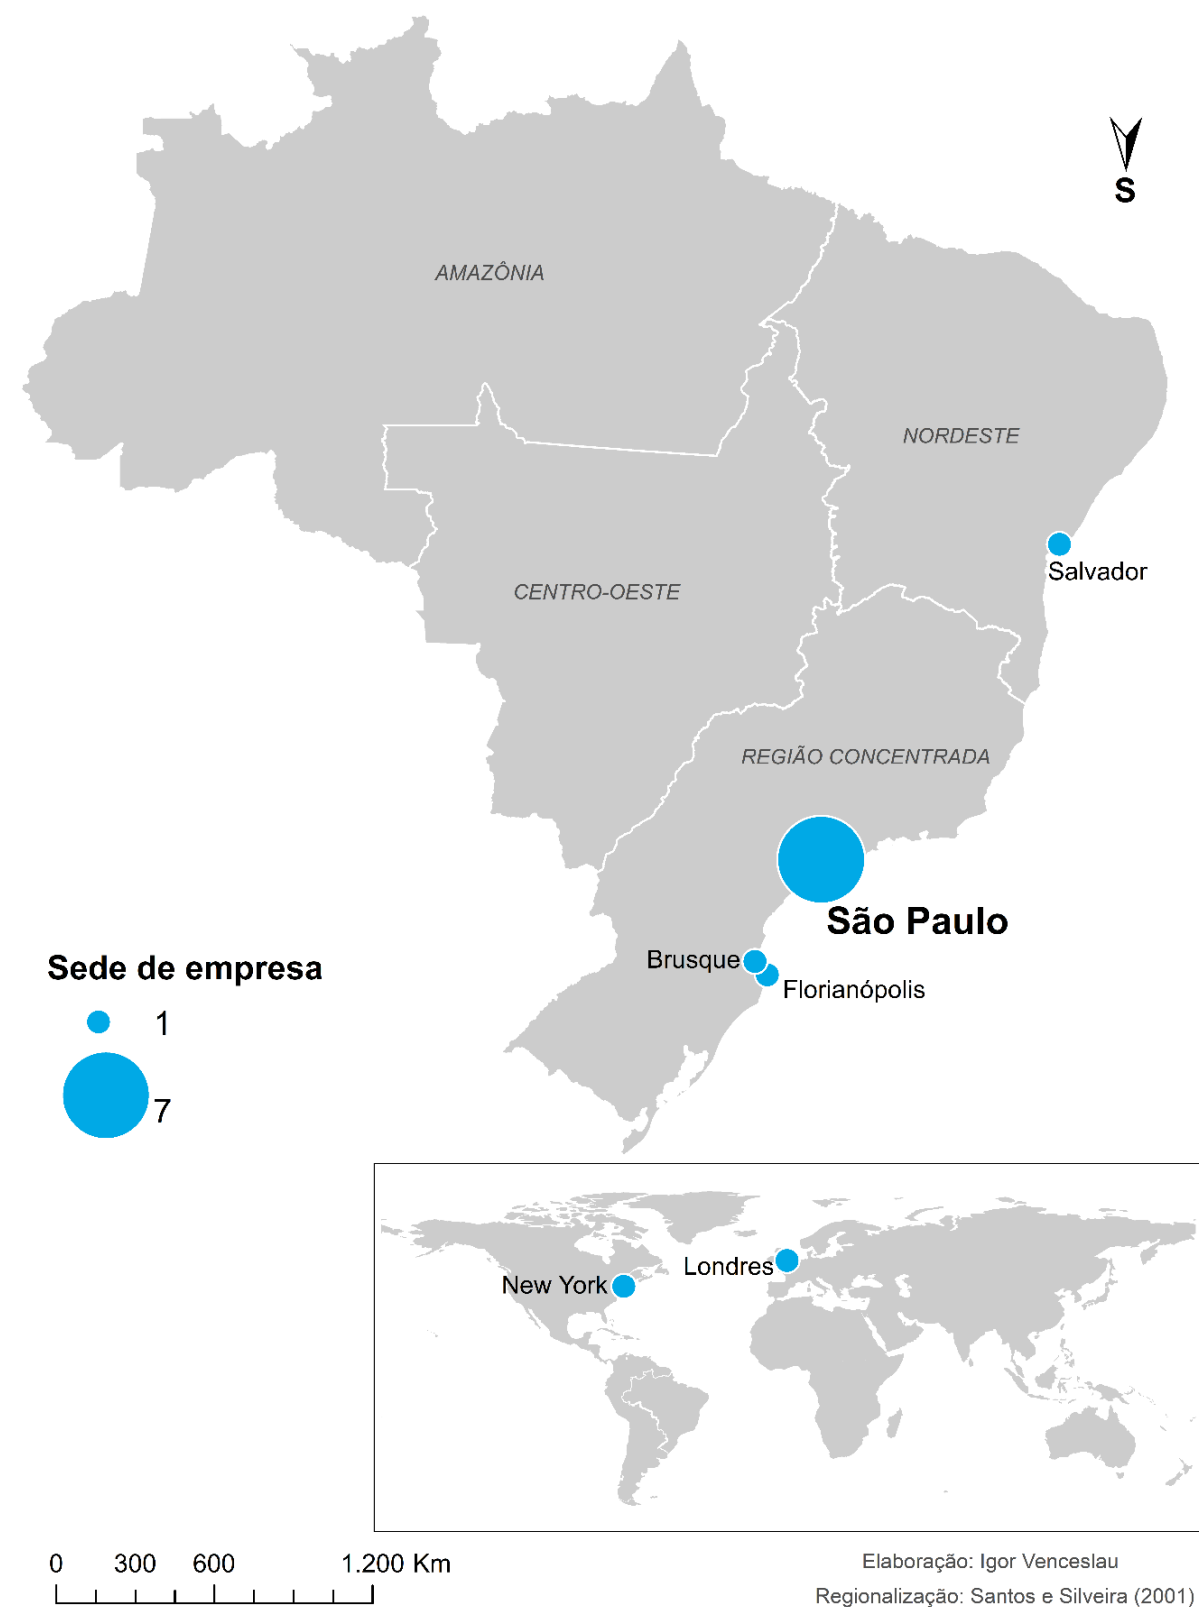 S
AMAZÔNIA
NORDESTE
Salvador
CENTRO-OESTE
REGIÃO CONCENTRADA
São Paulo
Brusque
Florianópolis
Sede de empresa
1
7
Londres
New York
0 300 600 1.200 Km
Elaboração: Igor Venceslau
Regionalização: Santos e Silveira (2001)